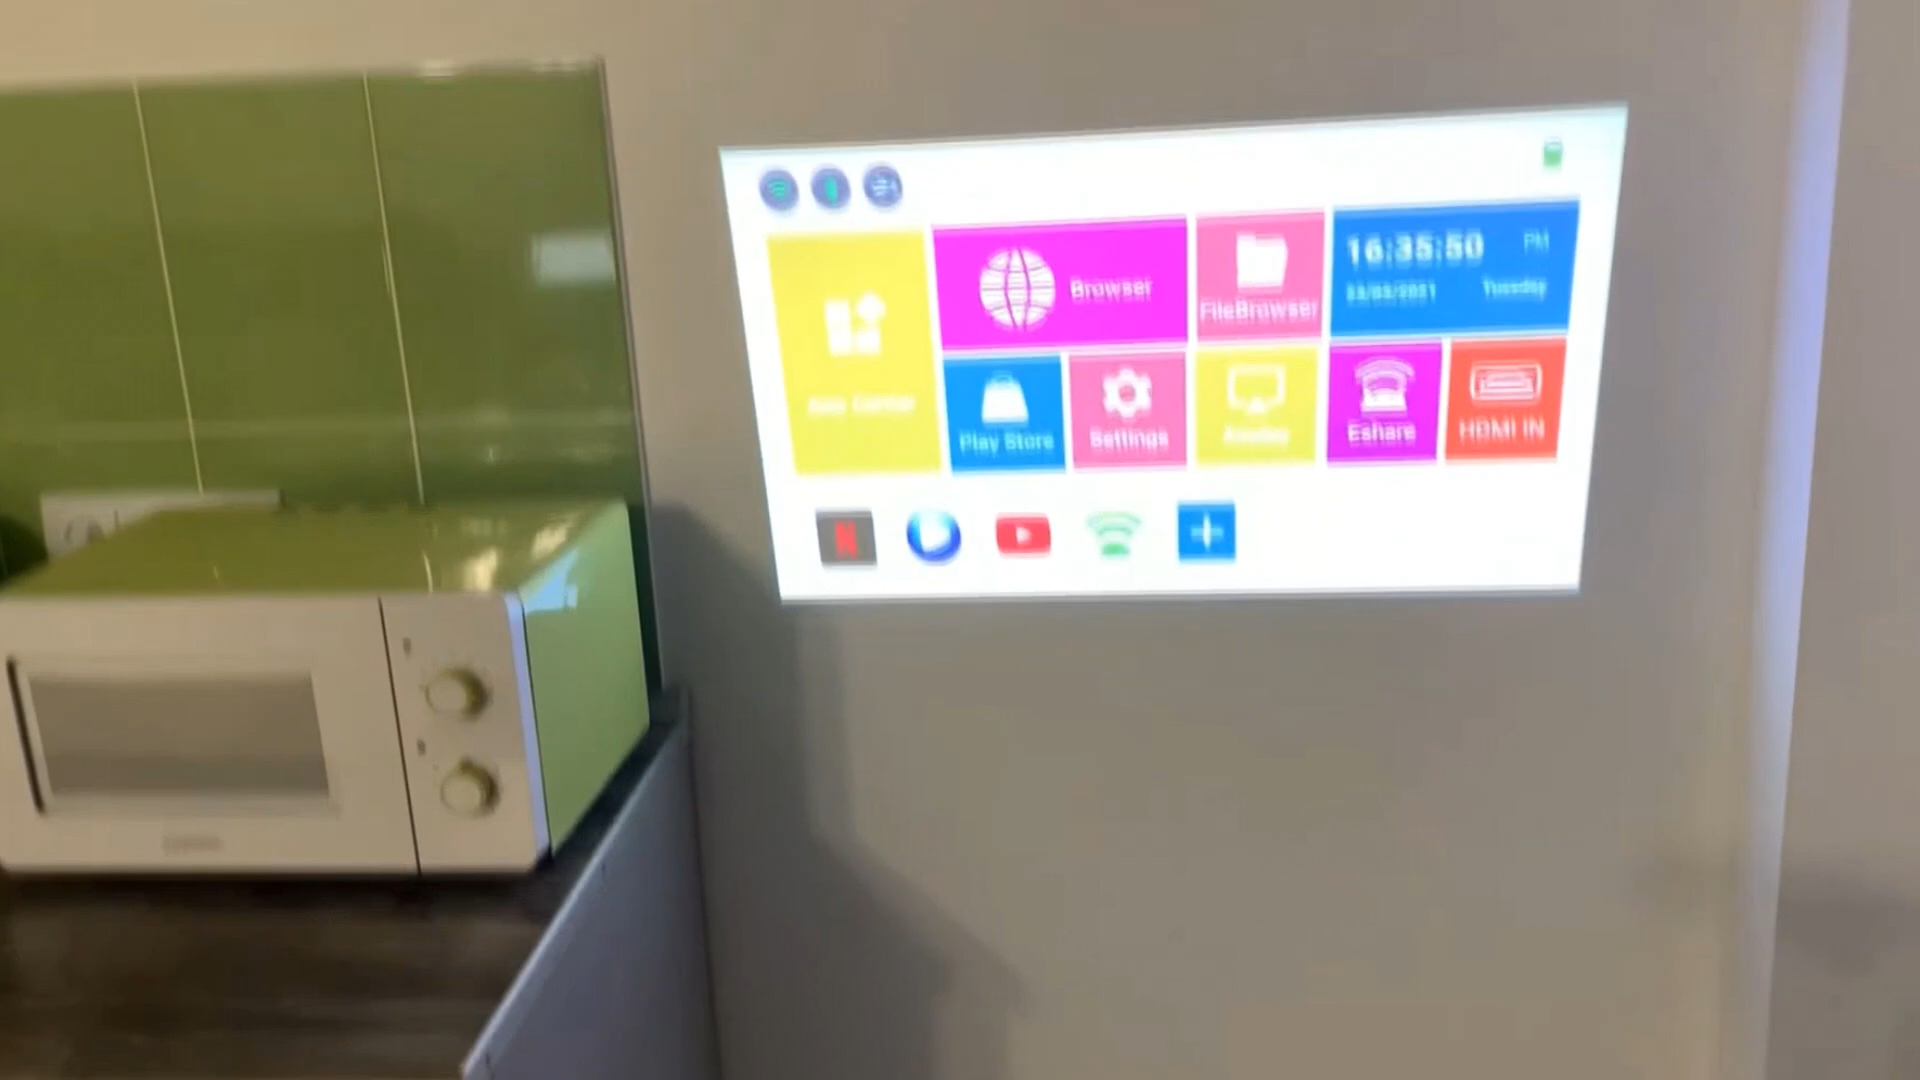 Browser
FileBrowser
16:35:50 PM
Tuesday
Play Store
Settings
Eshare
HDMI IN
N